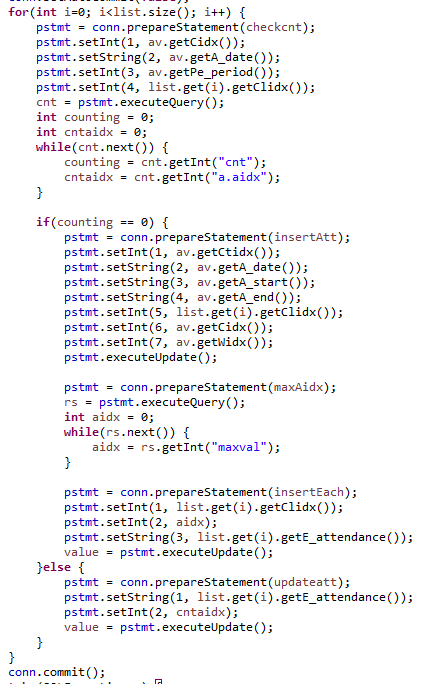 for(int i=0; i<list.size(); i++) {
pstmt = conn.prepareStatement(checkcnt);
pstmt.setInt(1, av.getCidx());
pstmt.setString(2, av.getA_date());
pstmt.setInt(3, av.getPe_period());
pstmt.setInt(4, list.get(i).getClidx());
cnt = pstmt.executeQuery();
int counting = 0;
int cntaidx = 0;
while(cnt.next()) {
counting = cnt.getInt("cnt");
cntaidx = cnt.getInt("a.aidx");
}
if(counting == 0) {
pstmt = conn.prepareStatement(insertAtt);
pstmt.setInt(1, av.getCtidx());
pstmt.setString(2, av.getA_date());
pstmt.setString(3, av.getA_start());
pstmt.setString(4, av.getA_end());
pstmt.setInt(5, list.get(i).getClidx());
pstmt.setInt(6, av.getCidx());
pstmt.setInt(7, av.getWidx());
pstmt.executeUpdate();
pstmt = conn.prepareStatement(maxAidx);
rs = pstmt.executeQuery();
int aidx = 0;
while(rs.next()) {
aidx = rs.getInt("maxval");
}
pstmt = conn.prepareStatement(insertEach);
pstmt.setInt(1, list.get(i).getClidx());
pstmt.setInt(2, aidx);
pstmt.setString(3, list.get(i).getE_attendance());
value = pstmt.executeUpdate();
}else {
pstmt = conn.prepareStatement(updateatt);
pstmt.setString(1, list.get(i).getE_attendance());
pstmt.setInt(2, cntaidx);
value = pstmt.executeUpdate();
}
}
conn.commit();